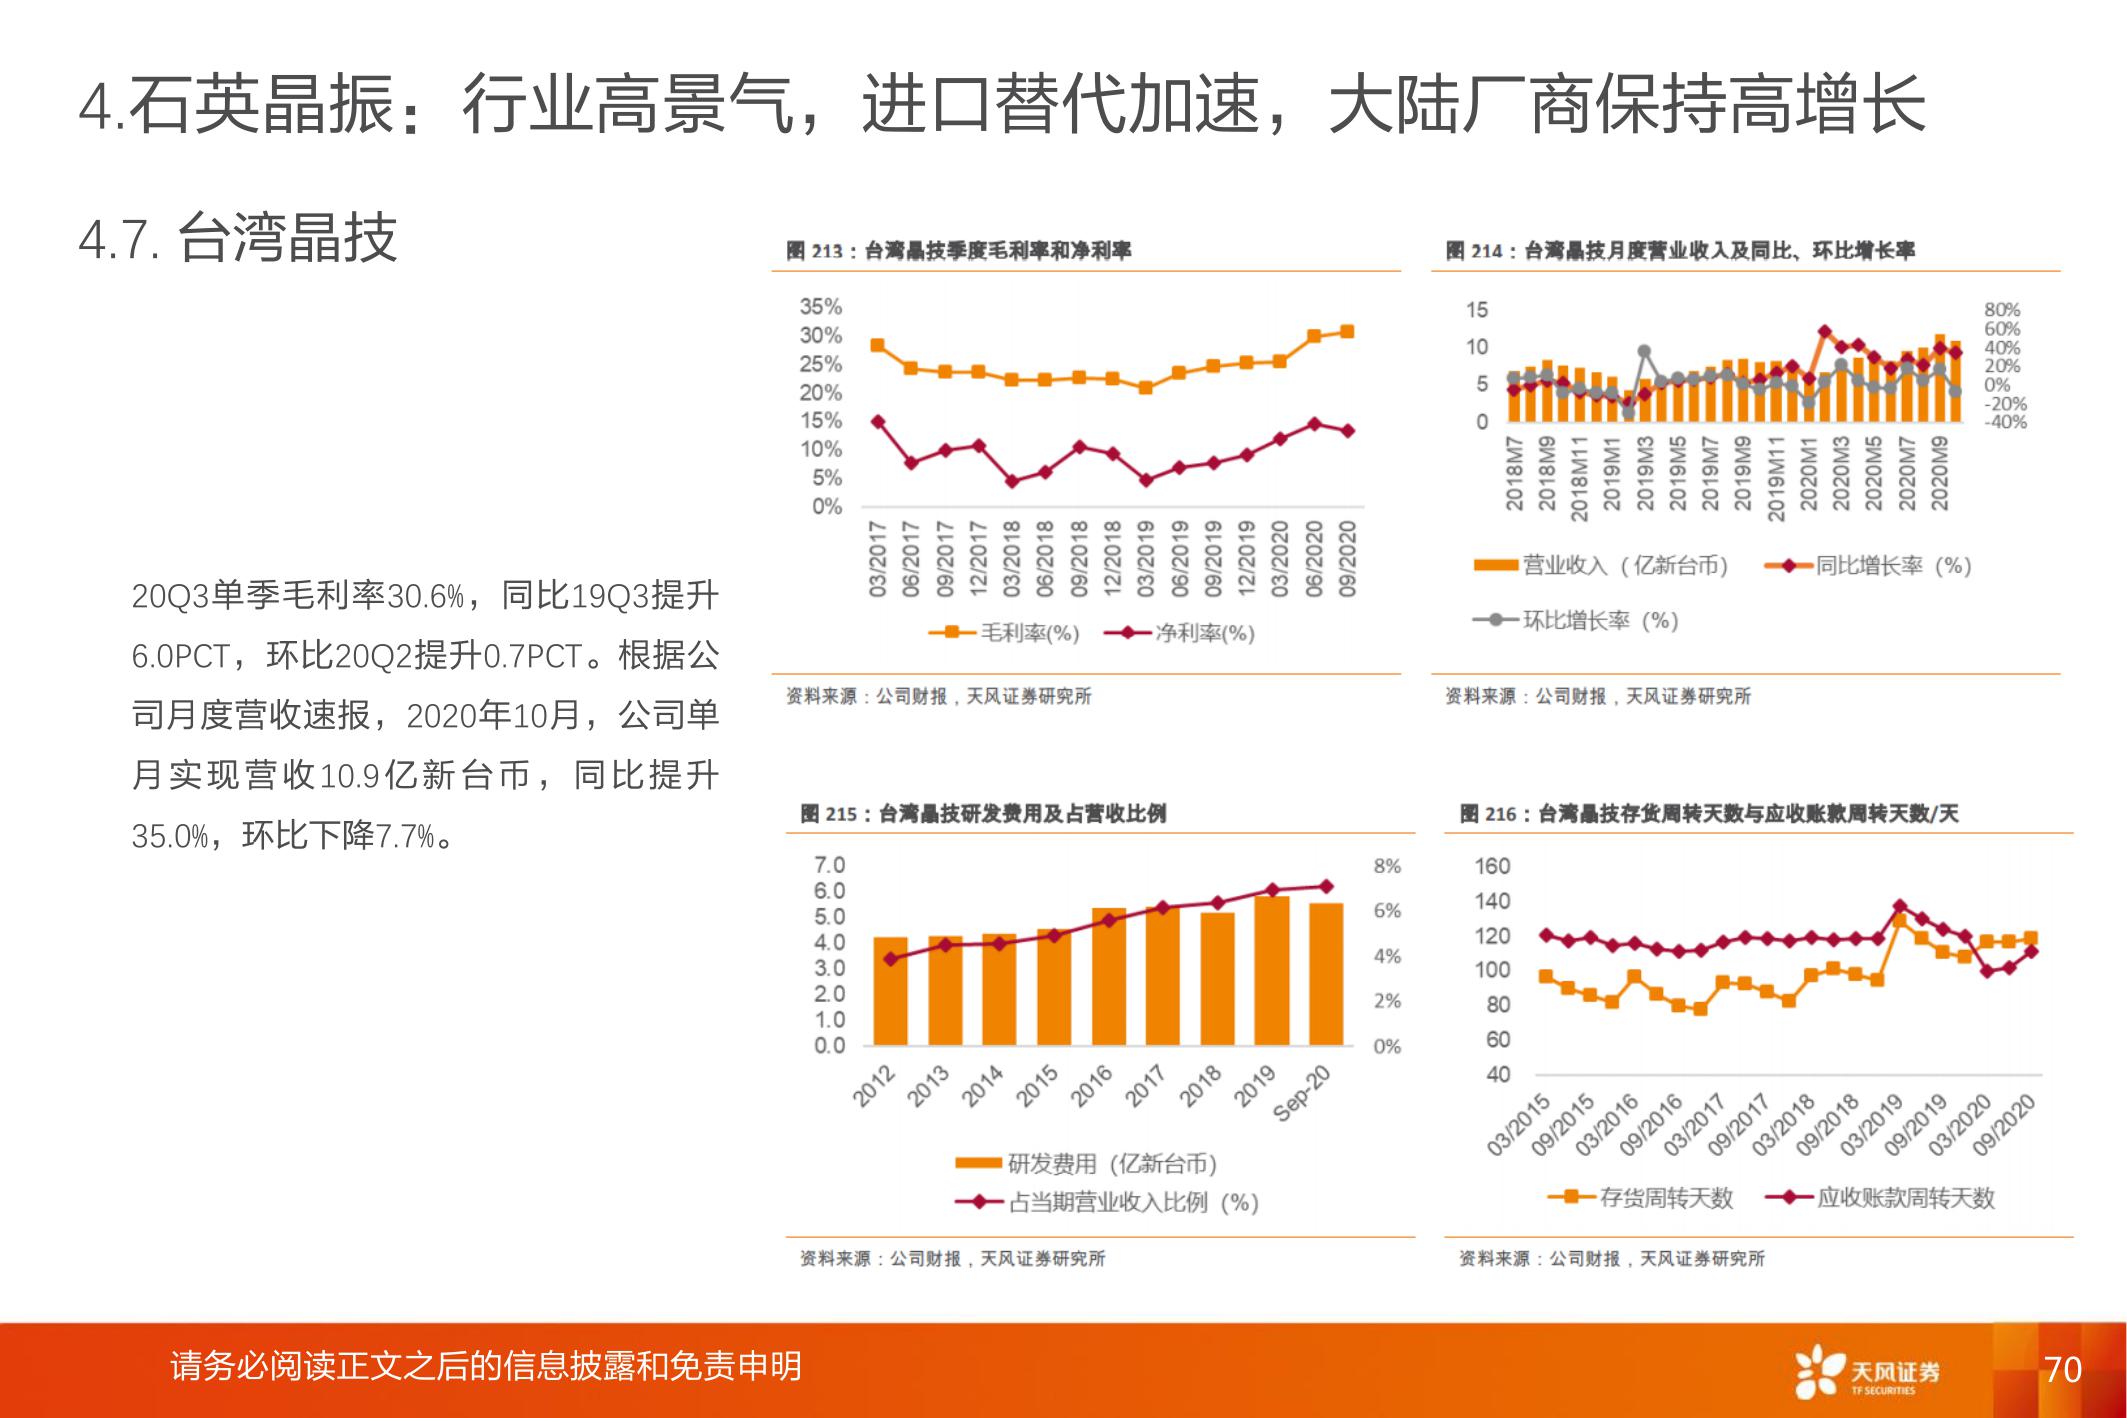 4.石英晶振：行业高景气，进口替代加速，大陆厂商保持高增长
4.7. 台湾晶技
20Q3单季毛利率30.6%，同比19Q3提升
6.0PCT，环比20Q2提升0.7PCT。根据公
司月度营收速报，2020年10月，公司单
月实现营收10.9亿新台币，同比提升
35.0%，环比下降7.7%。
图 213：台湾晶技季度毛利率和净利率
35%
30%
25%
20%
15%
10%
5%
0%
03/2017
06/2017
09/2017
12/2017
03/2018
06/2018
09/2018
12/2018
03/2019
06/2019
09/2019
12/2019
03/2020
06/2020
09/2020
毛利率(%) 净利率(%)
资料来源：公司财报，天风证券研究所
图 214：台湾晶技月度营业收入及同比、环比增长率
15
10
5
0
80%
60%
40%
20%
0%
-20%
-40%
2018M7
2018M9
2018M11
2019M1
2019M3
2019M5
2019M7
2019M9
2019M11
2020M1
2020M3
2020M5
2020M7
2020M9
营业收入（亿新台币） 同比增长率（%）
环比增长率（%）
资料来源：公司财报，天风证券研究所
图 215：台湾晶技研发费用及占营收比例
7.0
6.0
5.0
4.0
3.0
2.0
1.0
0.0
8%
6%
4%
2%
0%
2012
2013
2014
2015
2016
2017
2018
2019
Sep-20
研发费用（亿新台币）
占当期营业收入比例（%）
资料来源：公司财报，天风证券研究所
图 216：台湾晶技存货周转天数与应收账款周转天数/天
160
140
120
100
80
60
40
03/2015
09/2015
03/2016
09/2016
03/2017
09/2017
03/2018
09/2018
03/2019
09/2019
03/2020
09/2020
存货周转天数 应收账款周转天数
资料来源：公司财报，天风证券研究所
请务必阅读正文之后的信息披露和免责申明
天风证券
TF SECURITIES
70